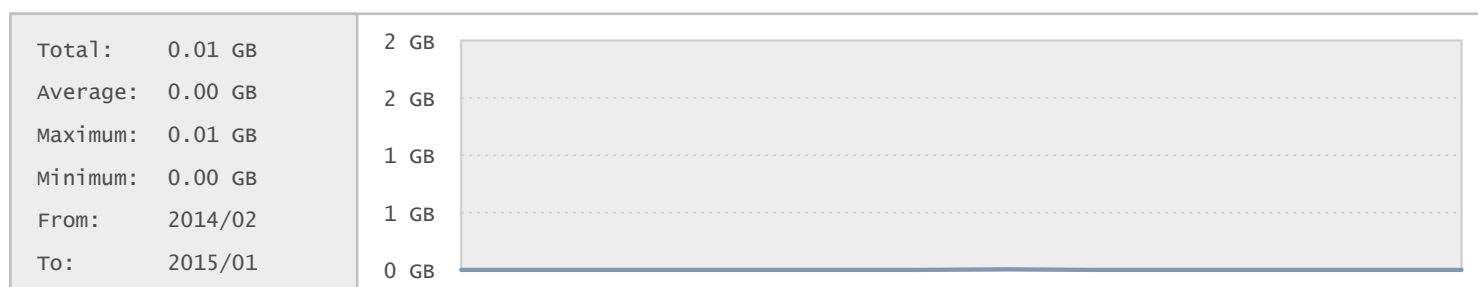 Total: 0.01 GB
Average: 0.00 GB
Maximum: 0.01 GB
Minimum: 0.00 GB
From: 2014/02
To: 2015/01
2 GB
2 GB
1 GB
1 GB
0 GB